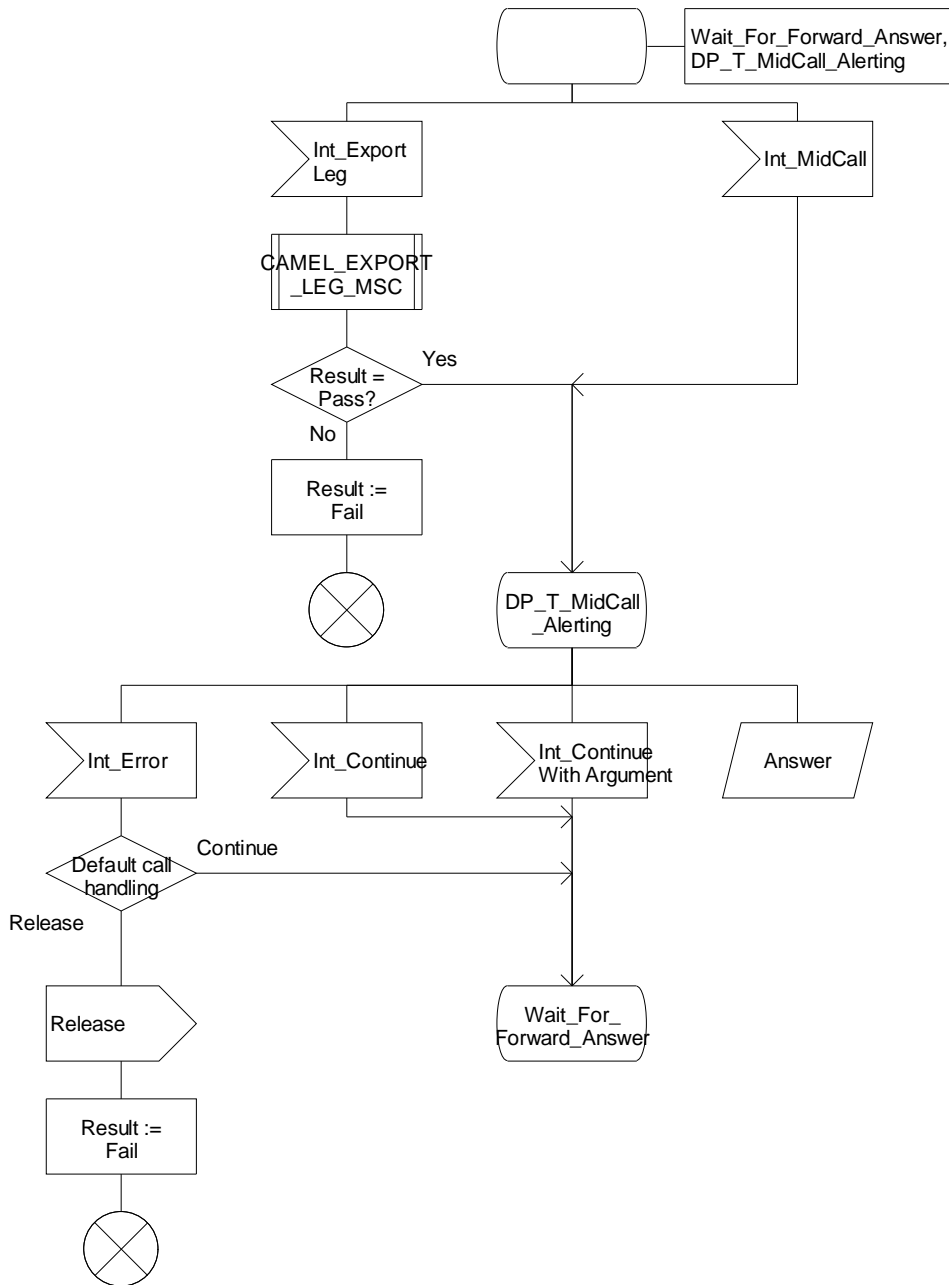 Wait_For_Forward_Answer,
DP_T_MidCall_Alerting
Int_Export
Leg
Int_MidCall
CAMEL_EXPORT
_LEG_MSC
Yes
Result =
Pass?
No
Result :=
Fail
DP_T_MidCall
_Alerting
Int_Error
Int_Continue
Int_Continue
With Argument
Answer
Continue
Default call
handling
Release
Release
Wait_For_
Forward_Answer
Result :=
Fail